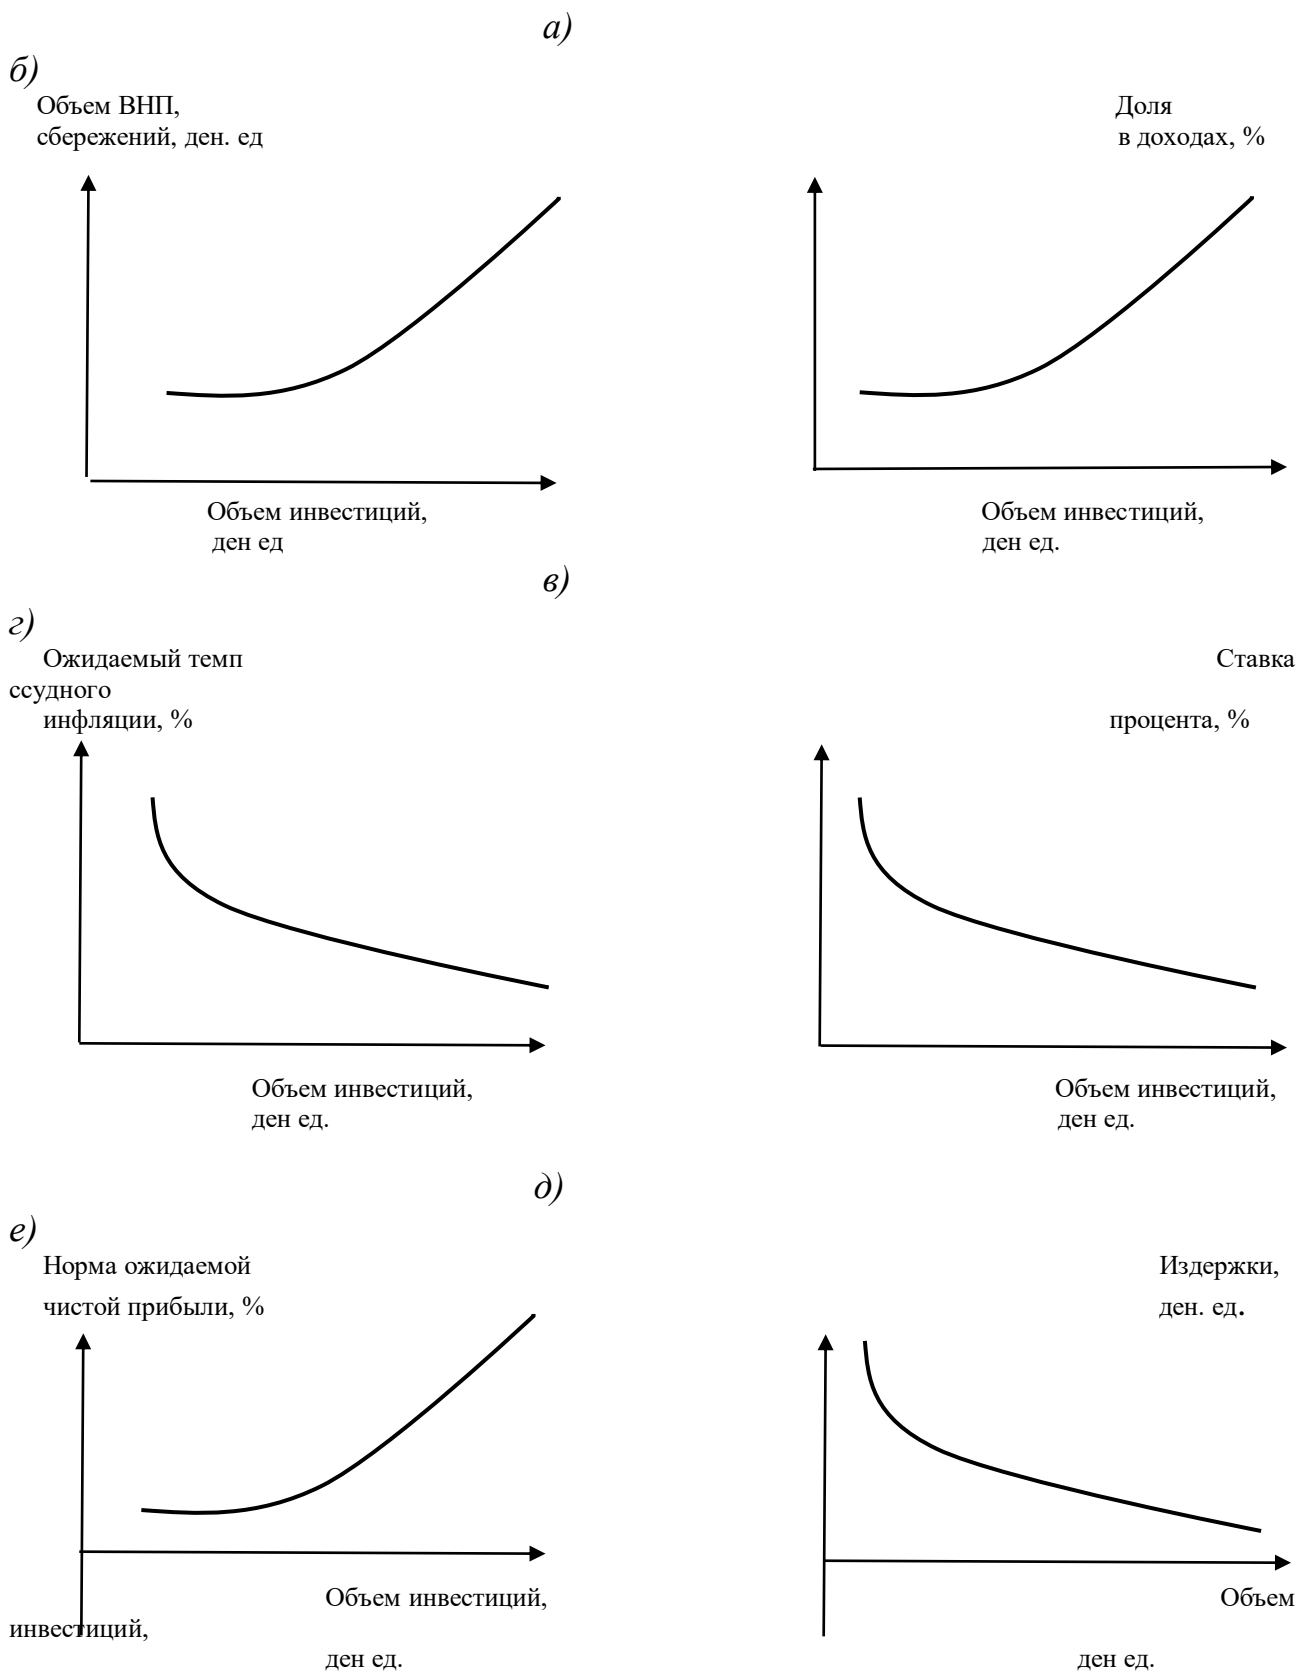 а)
б)
Объем ВНП,
сбережений, ден. ед
Доля
в доходах, %
Объем инвестиций,
ден ед
Объем инвестиций,
ден ед.
в)
г)
Ожидаемый темп
Ставка
ссудного
инфляции, %
процента, %
Объем инвестиций,
ден ед.
Объем инвестиций,
ден ед.
д)
е)
Норма ожидаемой
чистой прибыли, %
Издержки,
ден. ед.
Объем инвестиций,
Объем
инвестиций,
ден ед.
ден ед.